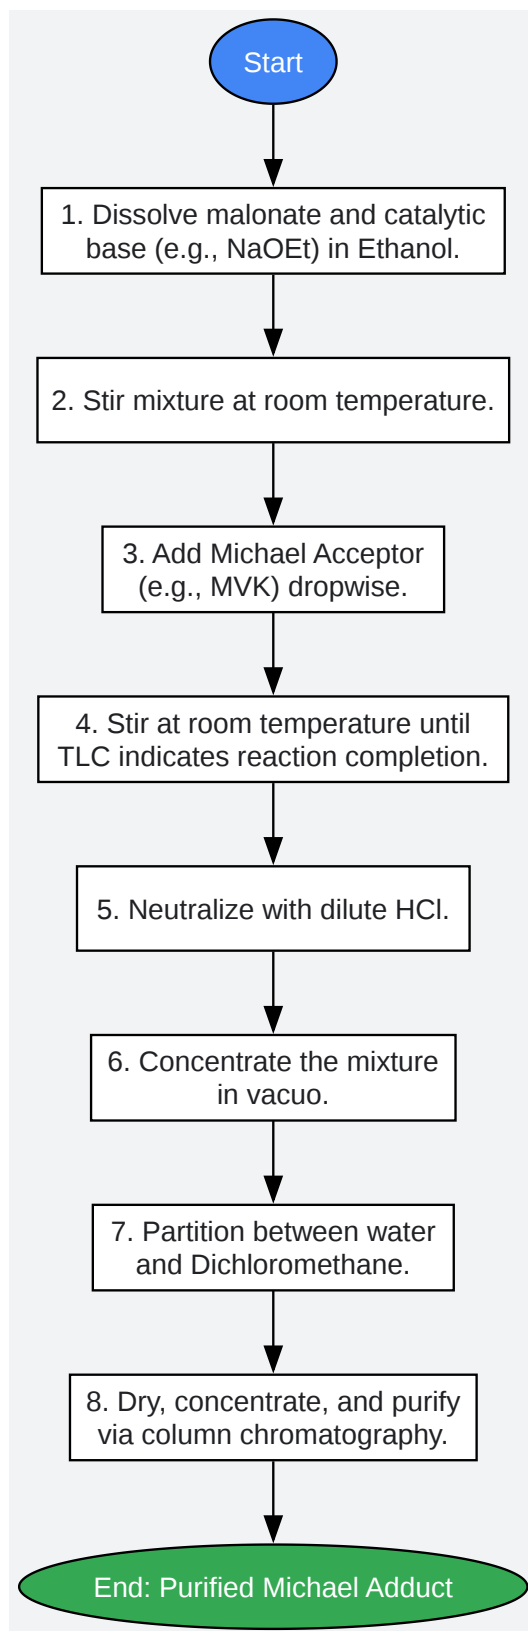 Start
1. Dissolve malonate and catalytic
base (e.g., NaOEt) in Ethanol.
2. Stir mixture at room temperature.
3. Add Michael Acceptor
(e.g., MVK) dropwise.
4. Stir at room temperature until
TLC indicates reaction completion.
5. Neutralize with dilute HCl.
6. Concentrate the mixture
in vacuo.
7. Partition between water
and Dichloromethane.
8. Dry, concentrate, and purify
via column chromatography.
End: Purified Michael Adduct